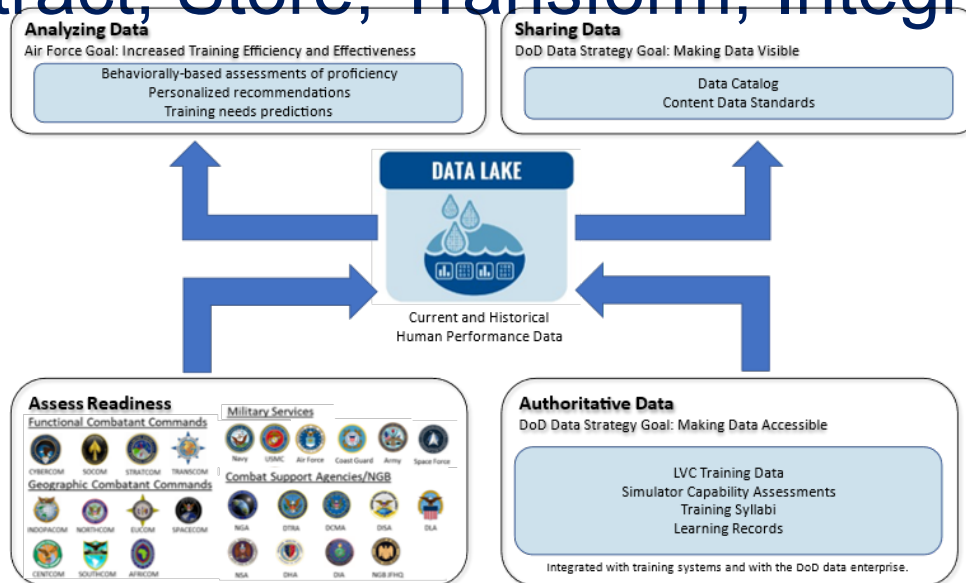 Store, Transform,
Analyzing Data
Air Force Goal: Increased Training Efficiency and Effectiveness
Behaviorally-based assessments of proficiency
Personalized recommendations
Training needs predictions
Sharing Data
DoD Data Strategy Goal: Making Data Visible
Data Catalog
Content Data Standards
DATA LAKE
Current and Historical
Human Performance Data
Assess Readiness
Functional Combatant Commands
CYBERCOM SOCOM STRATCOM TRANSCOM
Geographic Combatant Commands
INDOPACOM NORTHCOM EUCOM SPACECOM
CENTCOM SOUTHCOM AFRICOM
Military Services
Navy USMC Air Force Coast Guard Army Space Force
Combat Support Agencies/NGB
NGA DTRA DCMA DISA DLA
NSA DHA DIA NGB JFHQ
Authoritative Data
DoD Data Strategy Goal: Making Data Accessible
LVC Training Data
Simulator Capability Assessments
Training Syllabi
Learning Records
Integrated with training systems and with the DoD data enterprise.